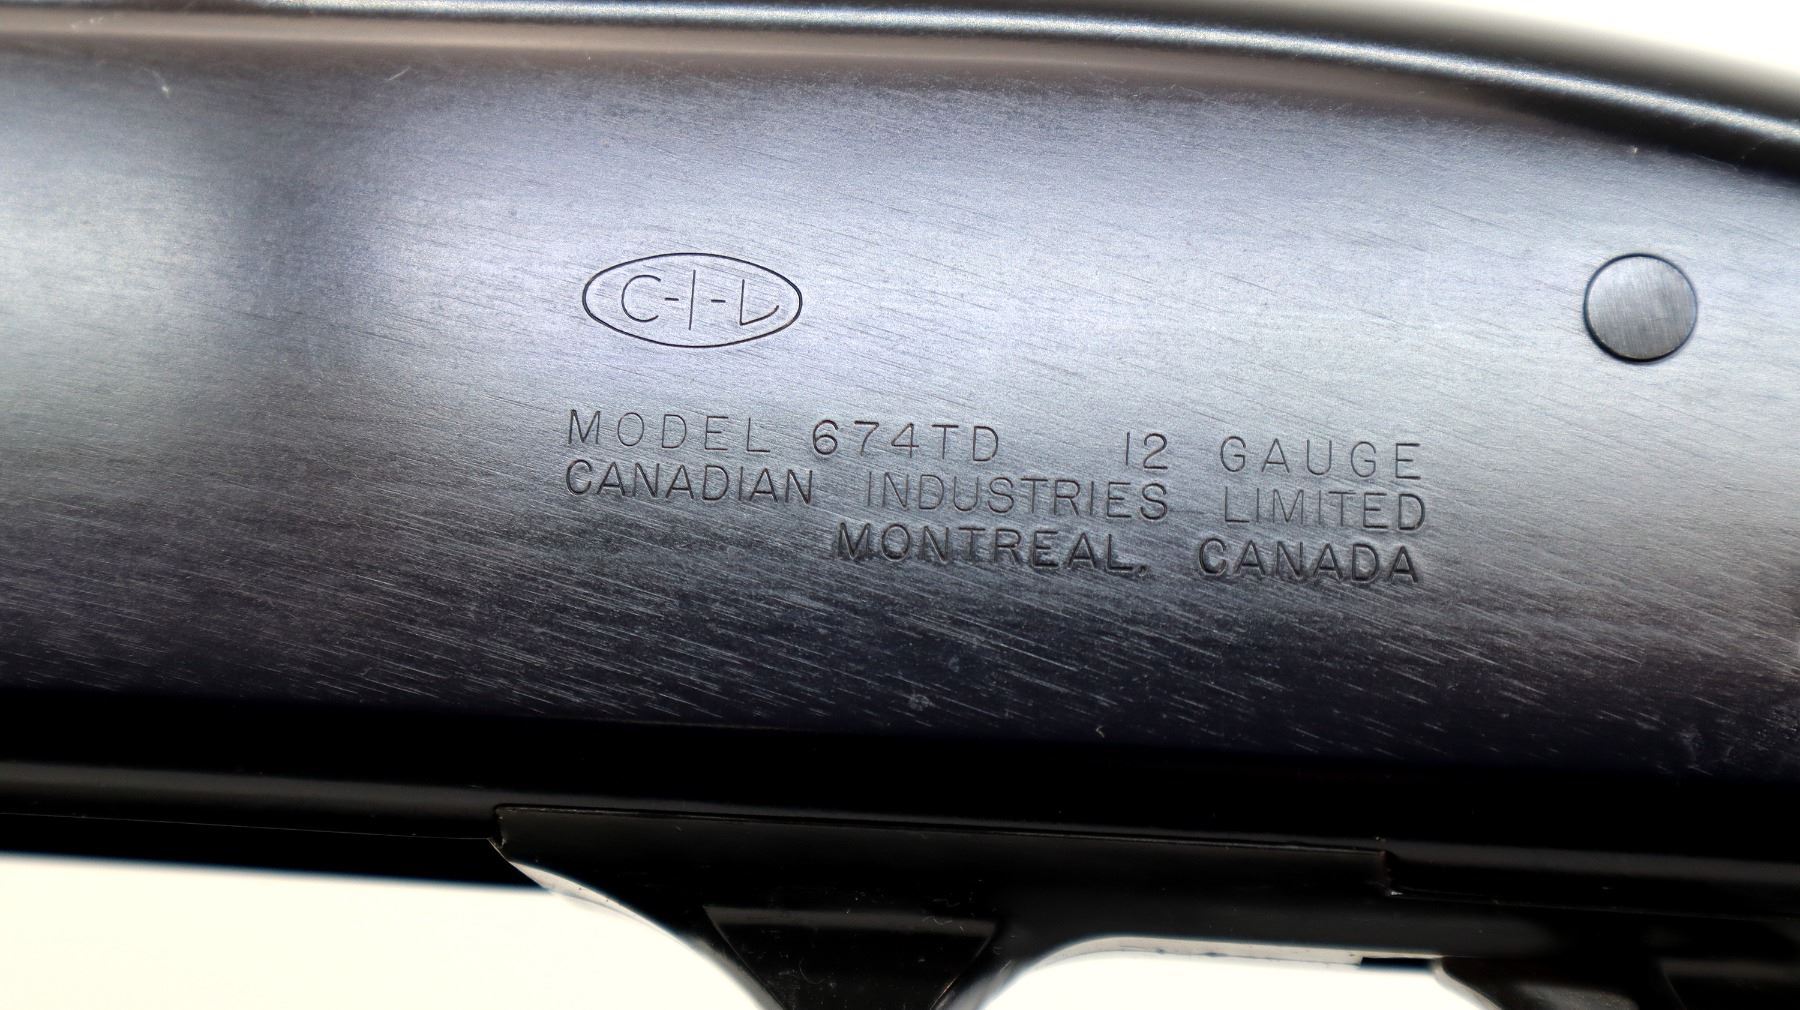 C-I-L
MODEL 674TD 12 GAUGE
CANADIAN INDUSTRIES LIMITED
MONTREAL, CANADA